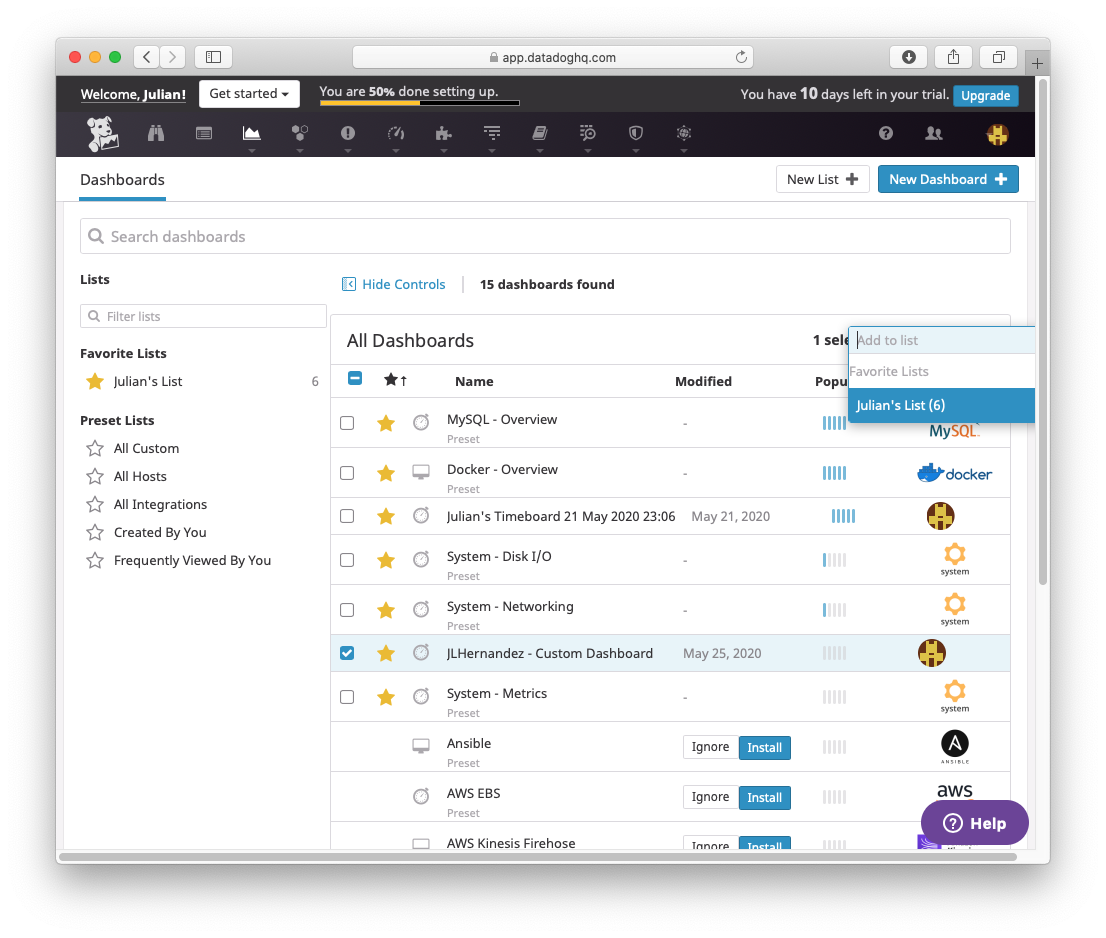 app.datadoghq.com
Welcome, Julian!
Get started
You are 50% done setting up.
You have 10 days left in your trial.
Upgrade
Dashboards
New List
New Dashboard
Search dashboards
Lists
Hide Controls
15 dashboards found
Filter lists
All Dashboards
1 sele
Add to list
Favorite Lists
Favorite Lists
Julian's List
6
Julian's List (6)
Name
Modified
Popu
Preset Lists
All Custom
All Hosts
All Integrations
Created By You
Frequently Viewed By You
MySQL - Overview
Preset
-
MySQL
Docker - Overview
Preset
-
docker
Julian's Timeboard 21 May 2020 23:06
May 21, 2020
System - Disk I/O
Preset
-
system
System - Networking
Preset
-
system
JLHernandez - Custom Dashboard
May 25, 2020
System - Metrics
Preset
-
system
Ansible
Preset
Ignore
Install
ANSIBLE
AWS EBS
Preset
Ignore
Install
aws
AWS Kinesis Firehose
Ignore
Install
Help